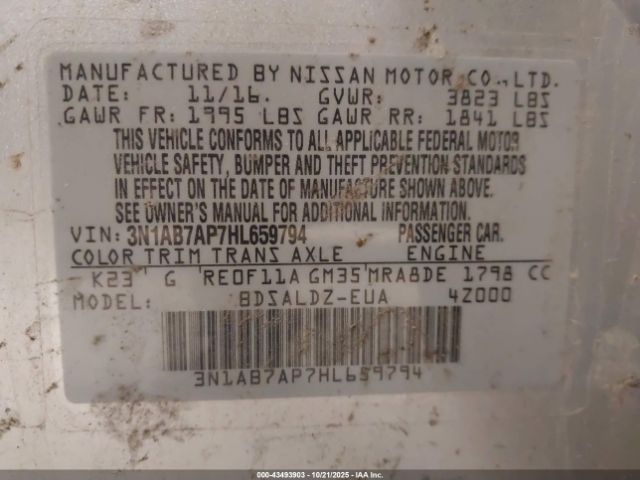 MANUFACTURED BY NISSAN MOTOR CO., LTD.
DATE: 11/16. GVWR: 3823 LBS
GAWR FR: 1995 LBS GAWR RR: 1841 LBS
THIS VEHICLE CONFORMS TO ALL APPLICABLE FEDERAL MOTOR
VEHICLE SAFETY, BUMPER AND THEFT PREVENTION STANDARDS
IN EFFECT ON THE DATE OF MANUFACTURE SHOWN ABOVE.
SEE OWNER'S MANUAL FOR ADDITIONAL INFORMATION
VIN: 3N1AB7AP7HL659794 PASSENGER CAR.
COLOR TRIM TRANS AXLE ENGINE
K23 G RE0F11A GM35 MRA8DE 1798 CC
MODEL: BDSALDZ-EUA 4Z000
3N1AB7AP7HL659794
000-43493903 | 10/21/2025 | IAAI.com